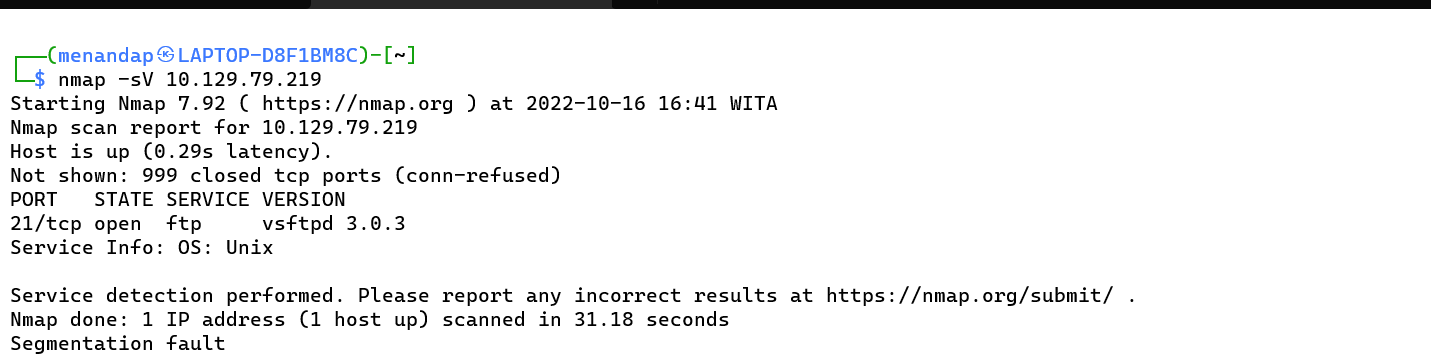 ┌──(menandap㉿LAPTOP-D8F1BM8C)-[~]
└─$ nmap -sV 10.129.79.219
Starting Nmap 7.92 ( https://nmap.org ) at 2022-10-16 16:41 WITA
Nmap scan report for 10.129.79.219
Host is up (0.29s latency).
Not shown: 999 closed tcp ports (conn-refused)
PORT   STATE SERVICE VERSION
21/tcp open  ftp     vsftpd 3.0.3
Service Info: OS: Unix

Service detection performed. Please report any incorrect results at https://nmap.org/submit/ .
Nmap done: 1 IP address (1 host up) scanned in 31.18 seconds
Segmentation fault